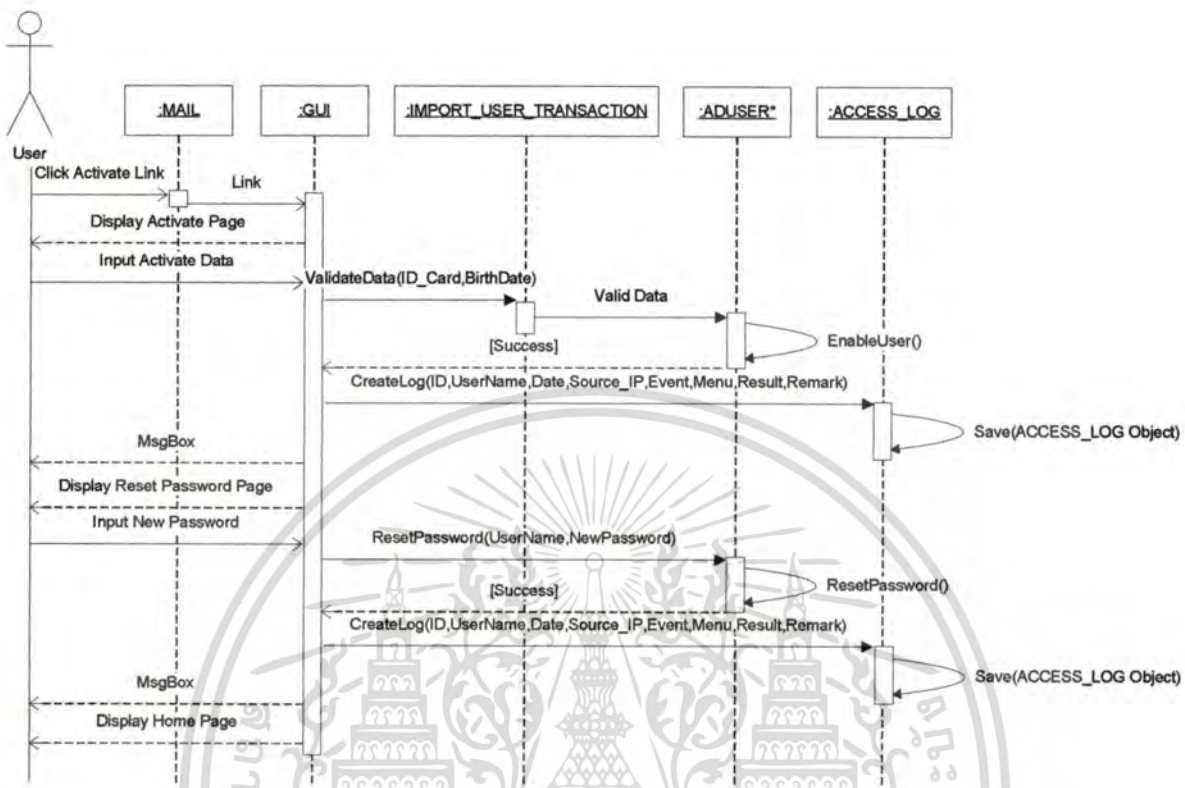 :MAIL
:GUI
:IMPORT_USER_TRANSACTION
:ADUSER*
:ACCESS_LOG
User
Click Activate Link
Link
Display Activate Page
Input Activate Data
ValidateData(ID_Card,BirthDate)
Valid Data
EnableUser()
[Success]
CreateLog(ID,UserName,Date,Source_IP,Event,Menu,Result,Remark)
Save(ACCESS_LOG Object)
MsgBox
Display Reset Password Page
Input New Password
ResetPassword(UserName,NewPassword)
ResetPassword()
[Success]
CreateLog(ID,UserName,Date,Source_IP,Event,Menu,Result,Remark)
Save(ACCESS_LOG Object)
MsgBox
Display Home Page